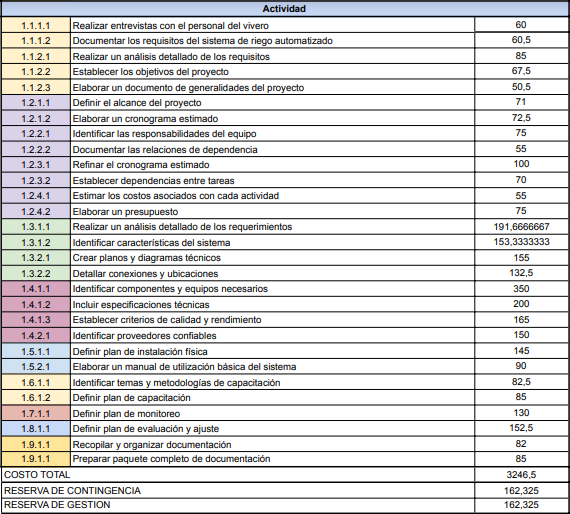 Actividad
1.1.1.1 Realizar entrevistas con el personal del vivero 60
1.1.1.2 Documentar los requisitos del sistema de riego automatizado 60,5
1.1.2.1 Realizar un análisis detallado de los requisitos 85
1.1.2.2 Establecer los objetivos del proyecto 67,5
1.1.2.3 Elaborar un documento de generalidades del proyecto 50,5
1.2.1.1 Definir el alcance del proyecto 71
1.2.1.2 Elaborar un cronograma estimado 72,5
1.2.2.1 Identificar las responsabilidades del equipo 75
1.2.2.2 Documentar las relaciones de dependencia 55
1.2.3.1 Refinar el cronograma estimado 100
1.2.3.2 Establecer dependencias entre tareas 70
1.2.4.1 Estimar los costos asociados con cada actividad 55
1.2.4.2 Elaborar un presupuesto 75
1.3.1.1 Realizar un análisis detallado de los requerimientos 191,6666667
1.3.1.2 Identificar características del sistema 153,3333333
1.3.2.1 Crear planos y diagramas técnicos 155
1.3.2.2 Detallar conexiones y ubicaciones 132,5
1.4.1.1 Identificar componentes y equipos necesarios 350
1.4.1.2 Incluir especificaciones técnicas 200
1.4.1.3 Establecer criterios de calidad y rendimiento 165
1.4.2.1 Identificar proveedores confiables 150
1.5.1.1 Definir plan de instalación física 145
1.5.2.1 Elaborar un manual de utilización básica del sistema 90
1.6.1.1 Identificar temas y metodologías de capacitación 82,5
1.6.1.2 Definir plan de capacitación 85
1.7.1.1 Definir plan de monitoreo 130
1.8.1.1 Definir plan de evaluación y ajuste 152,5
1.9.1.1 Recopilar y organizar documentación 82
1.9.1.1 Preparar paquete completo de documentación 85
COSTO TOTAL 3246,5
RESERVA DE CONTINGENCIA 162,325
RESERVA DE GESTION 162,325